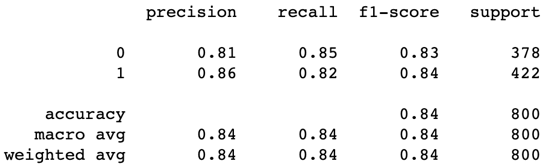 precision recall f1-score support
0 0.81 0.85 0.83 378
1 0.86 0.82 0.84 422
accuracy 0.84 800
macro avg 0.84 0.84 0.84 800
weighted avg 0.84 0.84 0.84 800